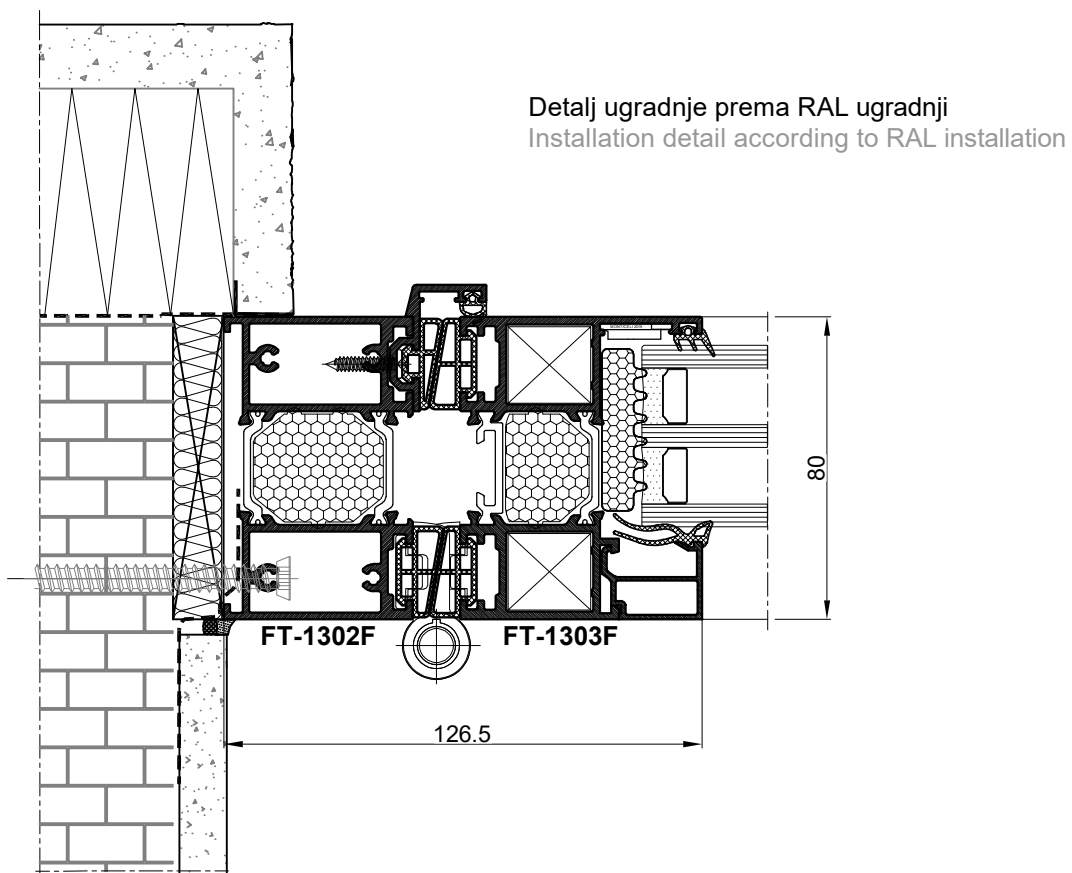 Detalj ugradnje prema RAL ugradnji
Installation detail according to RAL installation
80
FT-1302F
FT-1303F
126.5